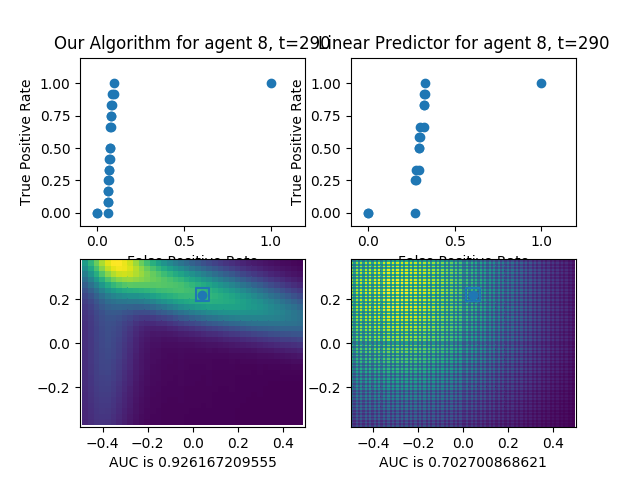 Our Algorithm for agent 8, t=290
Linear Predictor for agent 8, t=290
True Positive Rate
1.00
0.75
0.50
0.25
0.00
0.0 0.5 1.0
False Positive Rate
True Positive Rate
1.00
0.75
0.50
0.25
0.00
0.0 0.5 1.0
False Positive Rate
0.2
0.0
−0.2
−0.4 −0.2 0.0 0.2 0.4
AUC is 0.926167209555
0.2
0.0
−0.2
−0.4 −0.2 0.0 0.2 0.4
AUC is 0.702700868621